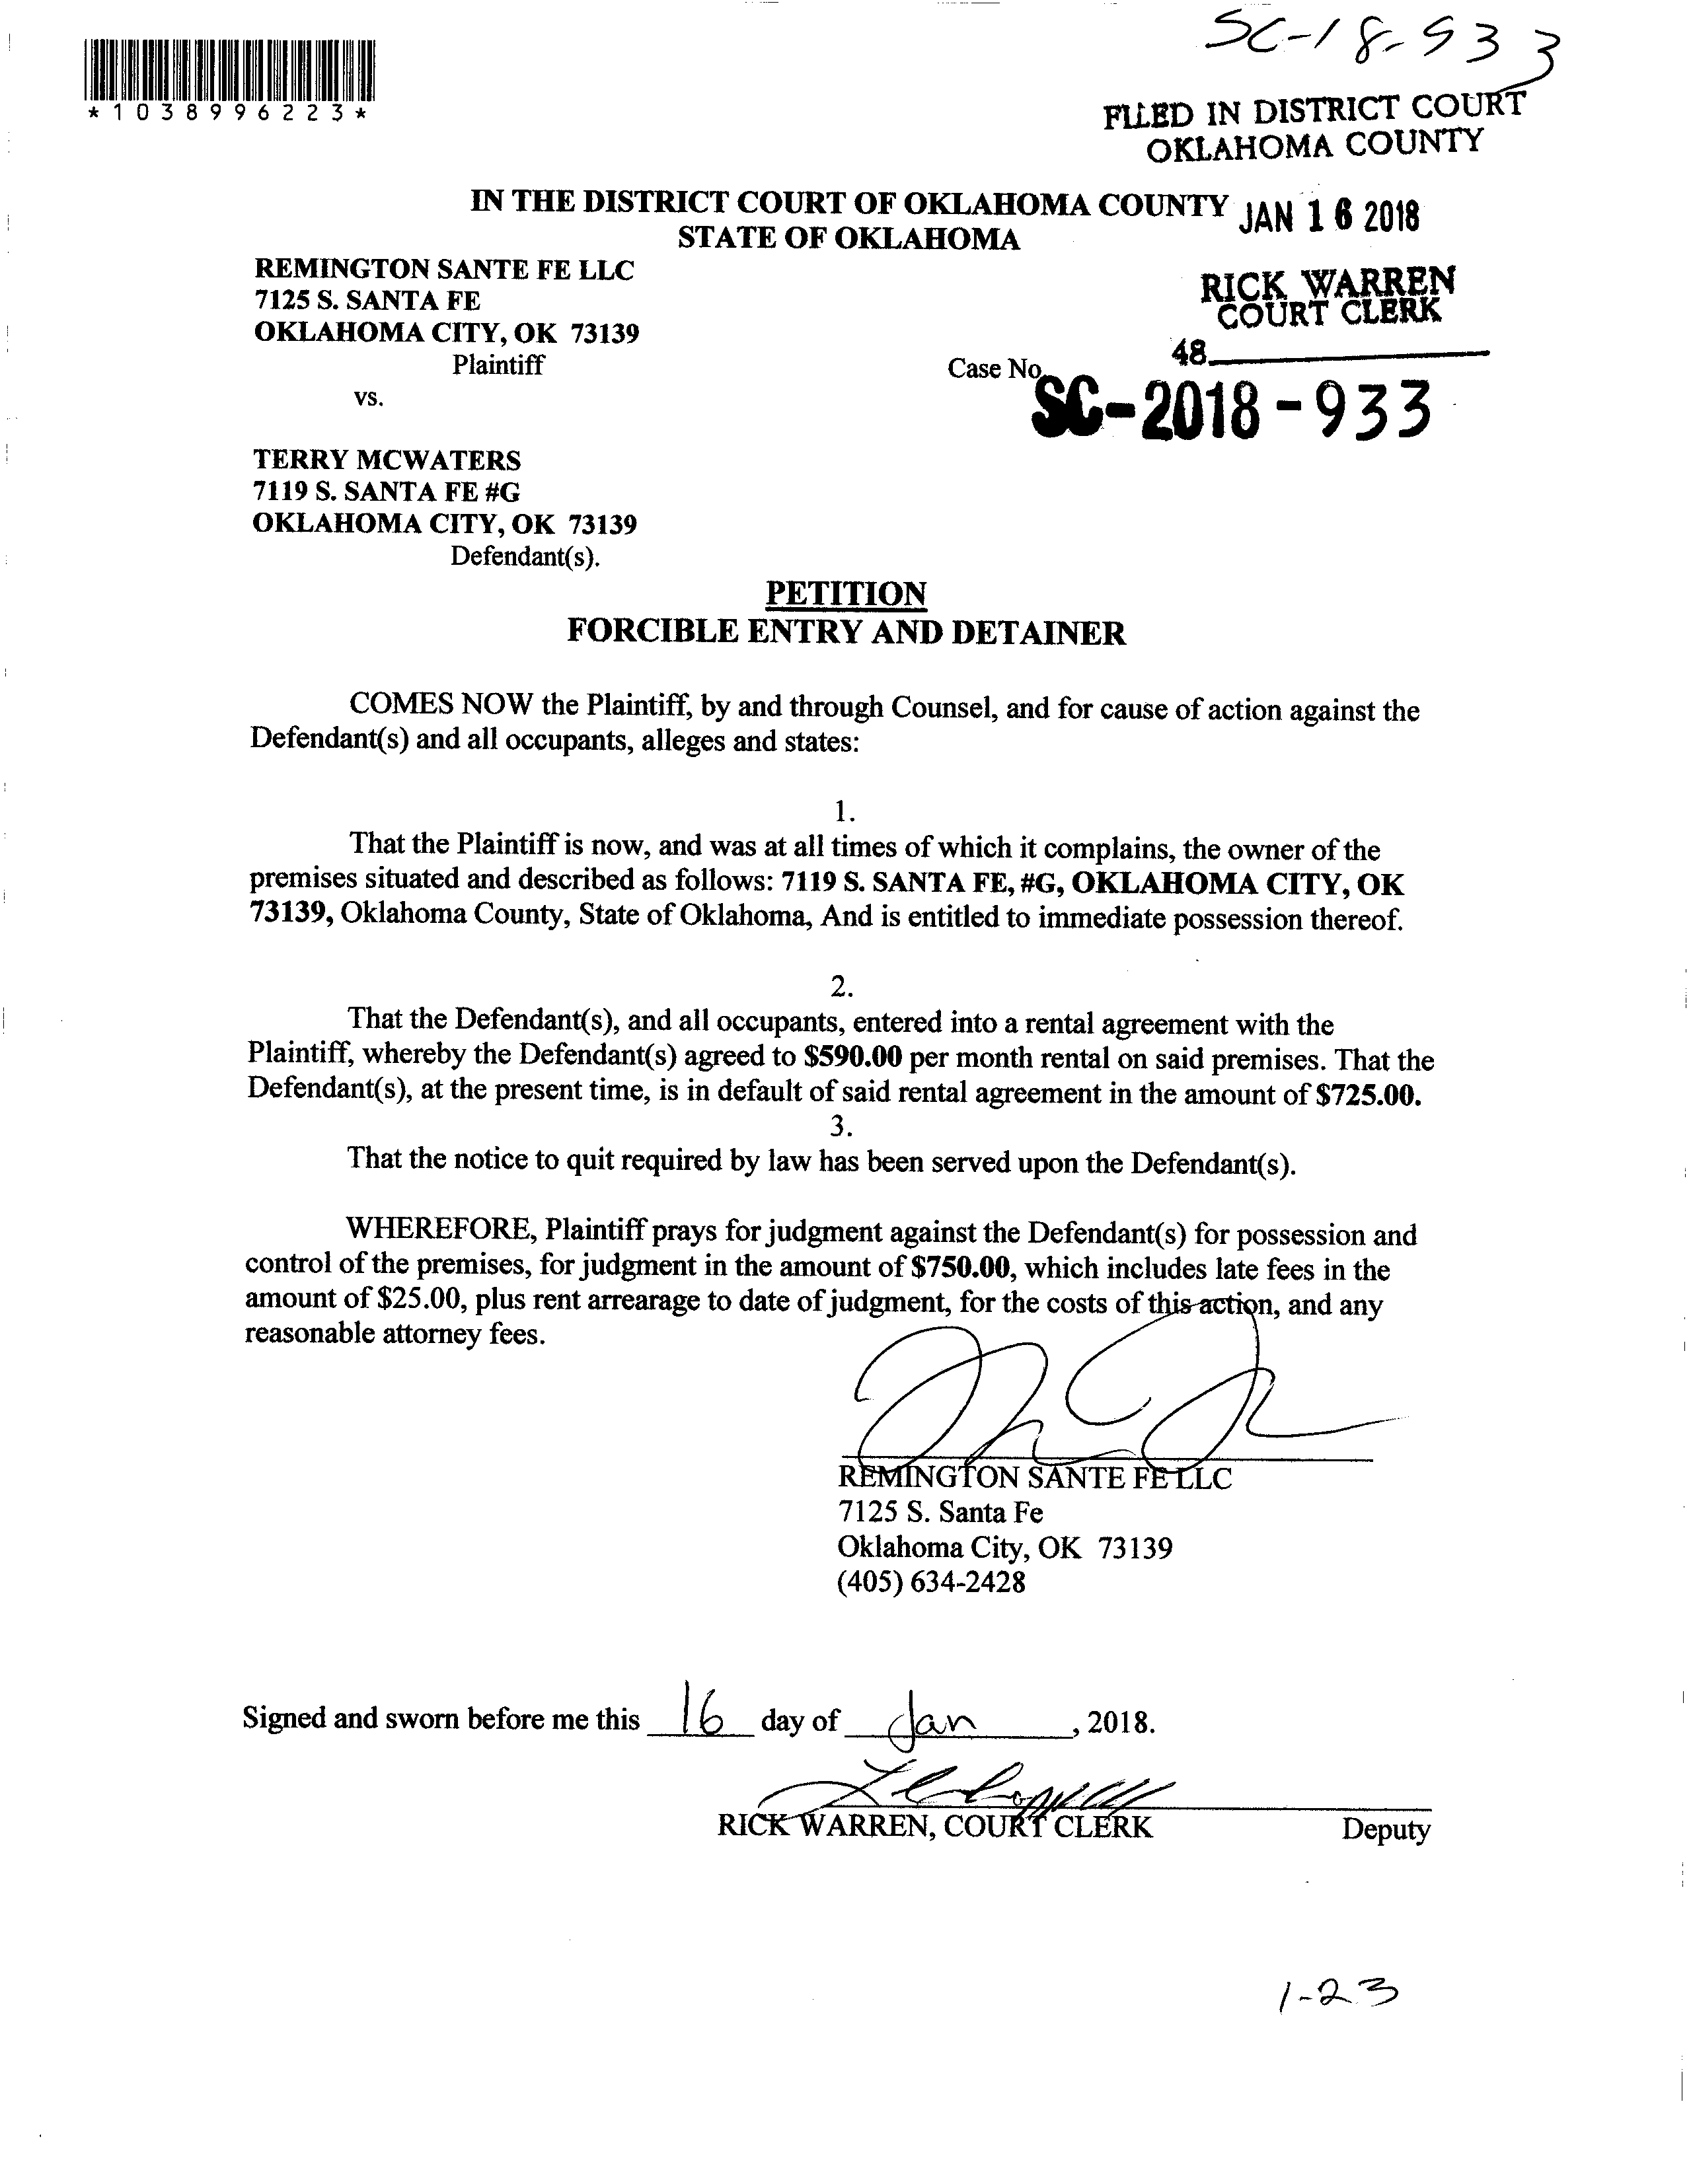 SC-18-933
*1038996223*
FILED IN DISTRICT COURT
OKLAHOMA COUNTY
IN THE DISTRICT COURT OF OKLAHOMA COUNTY JAN 16 2018
STATE OF OKLAHOMA
REMINGTON SANTE FE LLC
7125 S. SANTA FE
OKLAHOMA CITY, OK 73139
Plaintiff
RICK WARREN
COURT CLERK
48
vs.
Case No.
SC-2018-933
TERRY MCWATERS
7119 S. SANTA FE #G
OKLAHOMA CITY, OK 73139
Defendant(s).
PETITION
FORCIBLE ENTRY AND DETAINER
COMES NOW the Plaintiff, by and through Counsel, and for cause of action against the
Defendant(s) and all occupants, alleges and states:
1.
That the Plaintiff is now, and was at all times of which it complains, the owner of the
premises situated and described as follows: 7119 S. SANTA FE, #G, OKLAHOMA CITY, OK
73139, Oklahoma County, State of Oklahoma, And is entitled to immediate possession thereof.
2.
That the Defendant(s), and all occupants, entered into a rental agreement with the
Plaintiff, whereby the Defendant(s) agreed to $590.00 per month rental on said premises. That the
Defendant(s), at the present time, is in default of said rental agreement in the amount of $725.00.
3.
That the notice to quit required by law has been served upon the Defendant(s).
WHEREFORE, Plaintiff prays for judgment against the Defendant(s) for possession and
control of the premises, for judgment in the amount of $750.00, which includes late fees in the
amount of $25.00, plus rent arrearage to date of judgment, for the costs of this action, and any
reasonable attorney fees.
REMINGTON SANTE FE LLC
7125 S. Santa Fe
Oklahoma City, OK 73139
(405) 634-2428
Signed and sworn before me this 16 day of Jan, 2018.
RICK WARREN, COURT CLERK Deputy
1-23